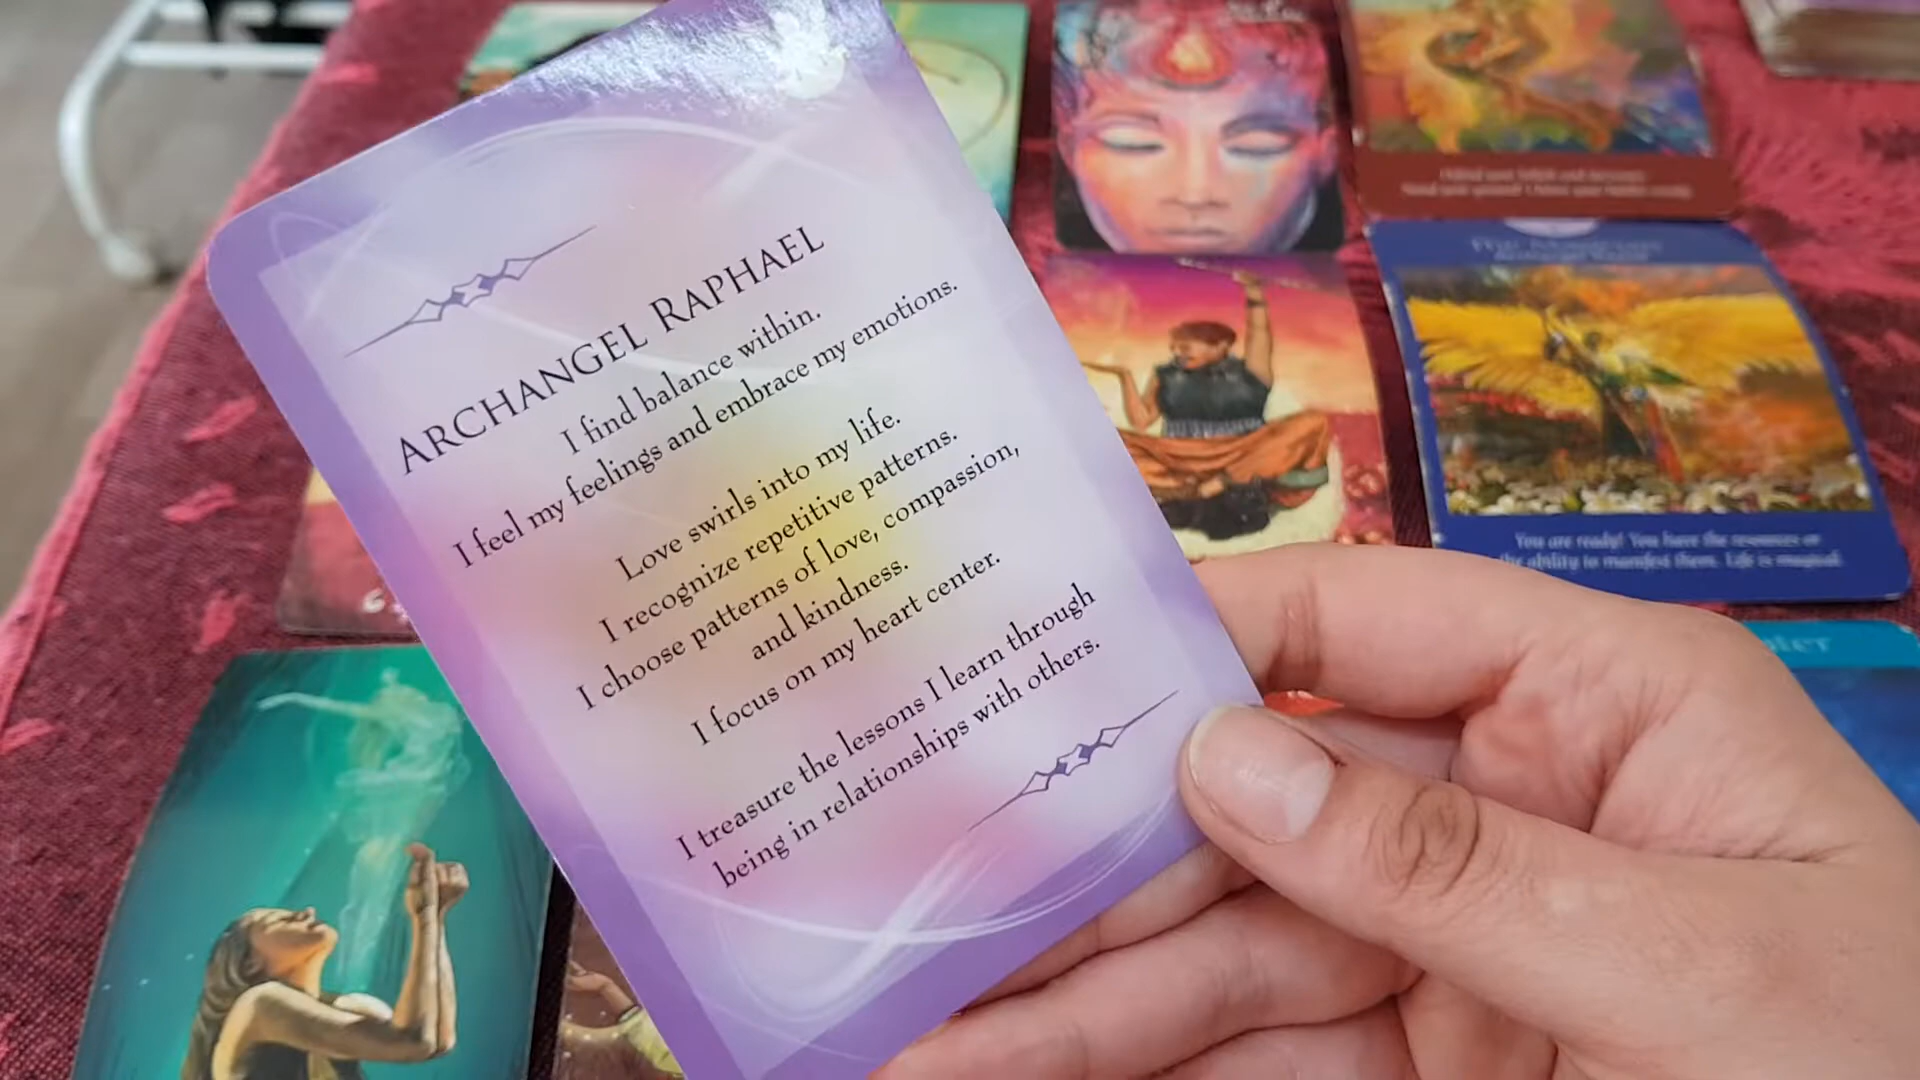 ARCHANGEL RAPHAEL
I find balance within.
I feel my feelings and embrace my emotions.
Love swirls into my life.
I recognize repetitive patterns.
I choose patterns of love, compassion,
and kindness.
I focus on my heart center.
I treasure the lessons I learn through
being in relationships with others.
You are ready! You have the resources or
the ability to manifest them. Life is magical.